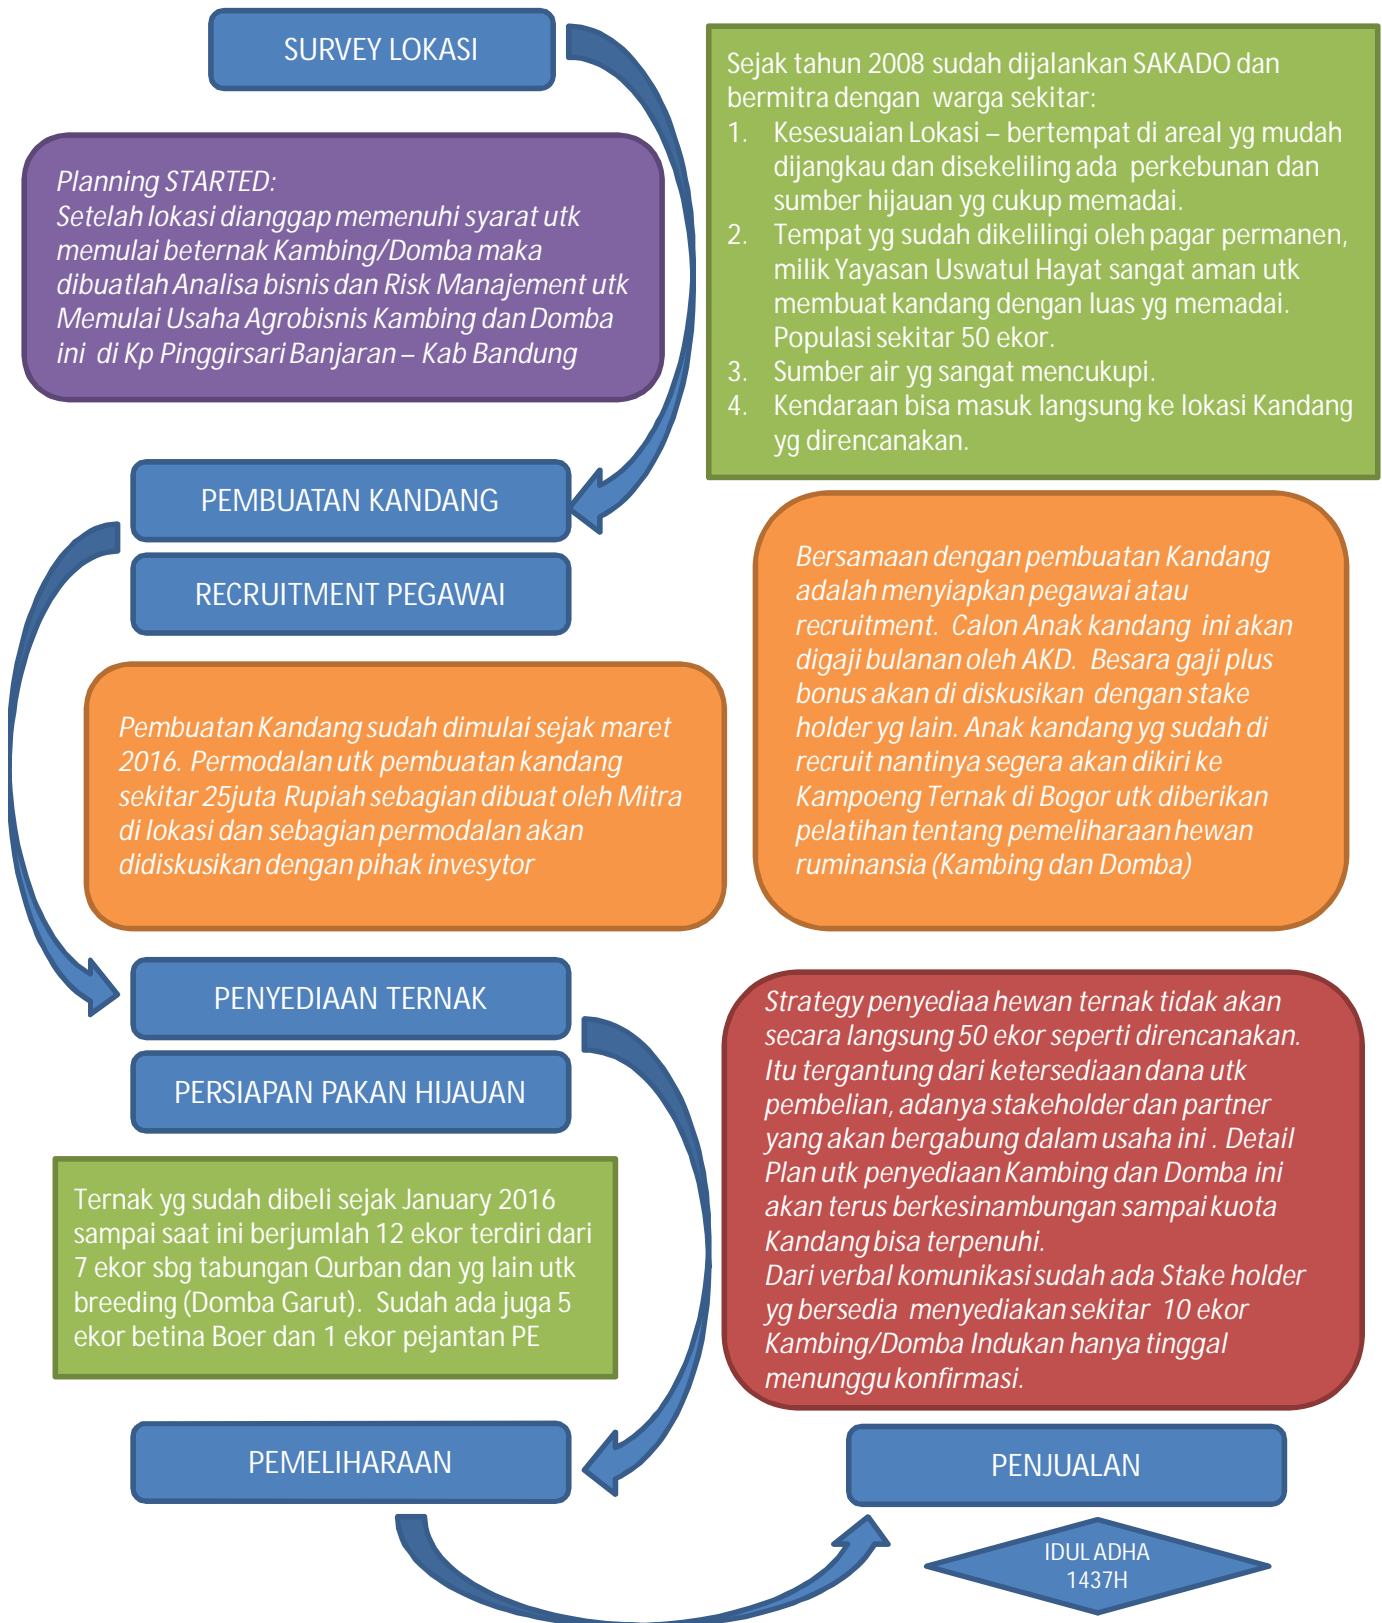 SURVEY LOKASI
Sejak tahun 2008 sudah dijalankan SAKADO dan
bermitra dengan warga sekitar:
1. Kesesuaian Lokasi – bertempat di areal yg mudah
dijangkau dan disekeliling ada perkebunan dan
sumber hijauan yg cukup memadai.
2. Tempat yg sudah dikelilingi oleh pagar permanen,
milik Yayasan Uswatul Hayat sangat aman utk
membuat kandang dengan luas yg memadai.
Populasi sekitar 50 ekor.
3. Sumber air yg sangat mencukupi.
4. Kendaraan bisa masuk langsung ke lokasi Kandang
yg direncanakan.
Planning STARTED:
Setelah lokasi dianggap memenuhi syarat utk
memulai beternak Kambing/Domba maka
dibuatlah Analisa bisnis dan Risk Manajement utk
Memulai Usaha Agrobisnis Kambing dan Domba
ini di Kp Pinggirsari Banjaran – Kab Bandung
PEMBUATAN KANDANG
RECRUITMENT PEGAWAI
Bersamaan dengan pembuatan Kandang
adalah menyiapkan pegawai atau
recruitment. Calon Anak kandang ini akan
digaji bulanan oleh AKD. Besara gaji plus
bonus akan di diskusikan dengan stake
holder yg lain. Anak kandang yg sudah di
recruit nantinya segera akan dikiri ke
Kampoeng Ternak di Bogor utk diberikan
pelatihan tentang pemeliharaan hewan
ruminansia (Kambing dan Domba)
Pembuatan Kandang sudah dimulai sejak maret
2016. Permodalan utk pembuatan kandang
sekitar 25juta Rupiah sebagian dibuat oleh Mitra
di lokasi dan sebagian permodalan akan
didiskusikan dengan pihak invesytor
PENYEDIAAN TERNAK
PERSIAPAN PAKAN HIJAUAN
Strategy penyediaa hewan ternak tidak akan
secara langsung 50 ekor seperti direncanakan.
Itu tergantung dari ketersediaan dana utk
pembelian, adanya stakeholder dan partner
yang akan bergabung dalam usaha ini . Detail
Plan utk penyediaan Kambing dan Domba ini
akan terus berkesinambungan sampai kuota
Kandang bisa terpenuhi.
Dari verbal komunikasi sudah ada Stake holder
yg bersedia menyediakan sekitar 10 ekor
Kambing/Domba Indukan hanya tinggal
menunggu konfirmasi.
Ternak yg sudah dibeli sejak January 2016
sampai saat ini berjumlah 12 ekor terdiri dari
7 ekor sbg tabungan Qurban dan yg lain utk
breeding (Domba Garut). Sudah ada juga 5
ekor betina Boer dan 1 ekor pejantan PE
PEMELIHARAAN
PENJUALAN
IDUL ADHA
1437H